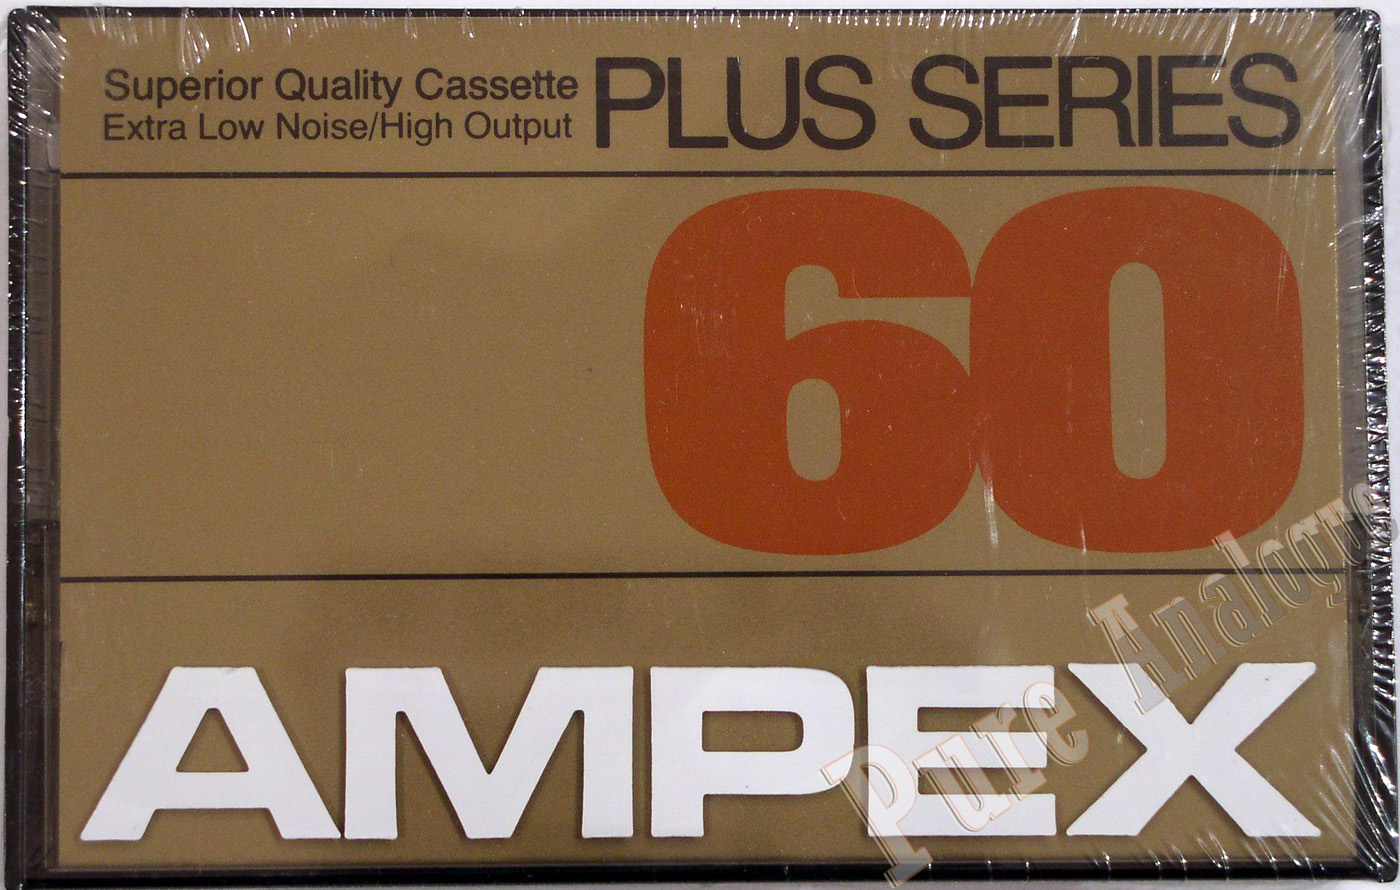 Superior Quality Cassette
Extra Low Noise/High Output
PLUS SERIES
60
AMPEX
Pure Analogue